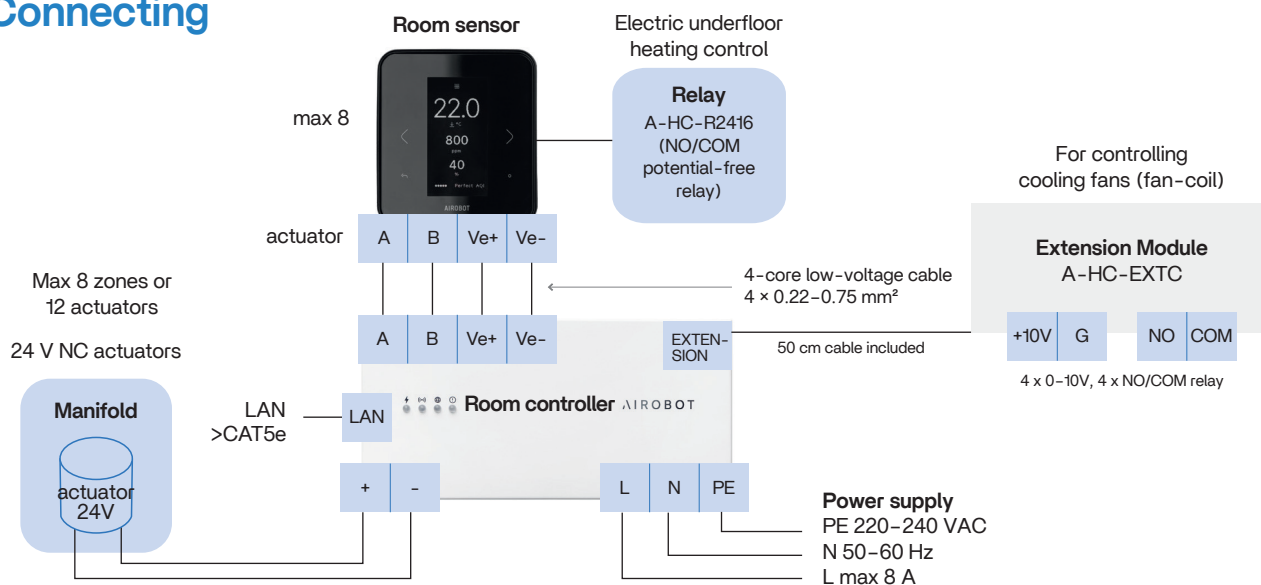 Connecting
Room sensor
max 8
22.0
°C
800
ppm
40
%
Perfect AQI
AIROBOT
Electric underfloor
heating control
Relay
A-HC-R2416
(NO/COM
potential-free
relay)
For controlling
cooling fans (fan-coil)
Extension Module
A-HC-EXTC
+10V G NO COM
4 x 0-10V, 4 x NO/COM relay
actuator A B Ve+ Ve-
4-core low-voltage cable
4 × 0.22-0.75 mm²
Max 8 zones or
12 actuators
24 V NC actuators
Manifold
actuator
24V
A B Ve+ Ve-
EXTEN-
SION
50 cm cable included
LAN
>CAT5e
LAN
Room controller AIROBOT
+ -
L N PE
Power supply
PE 220-240 VAC
N 50-60 Hz
L max 8 A